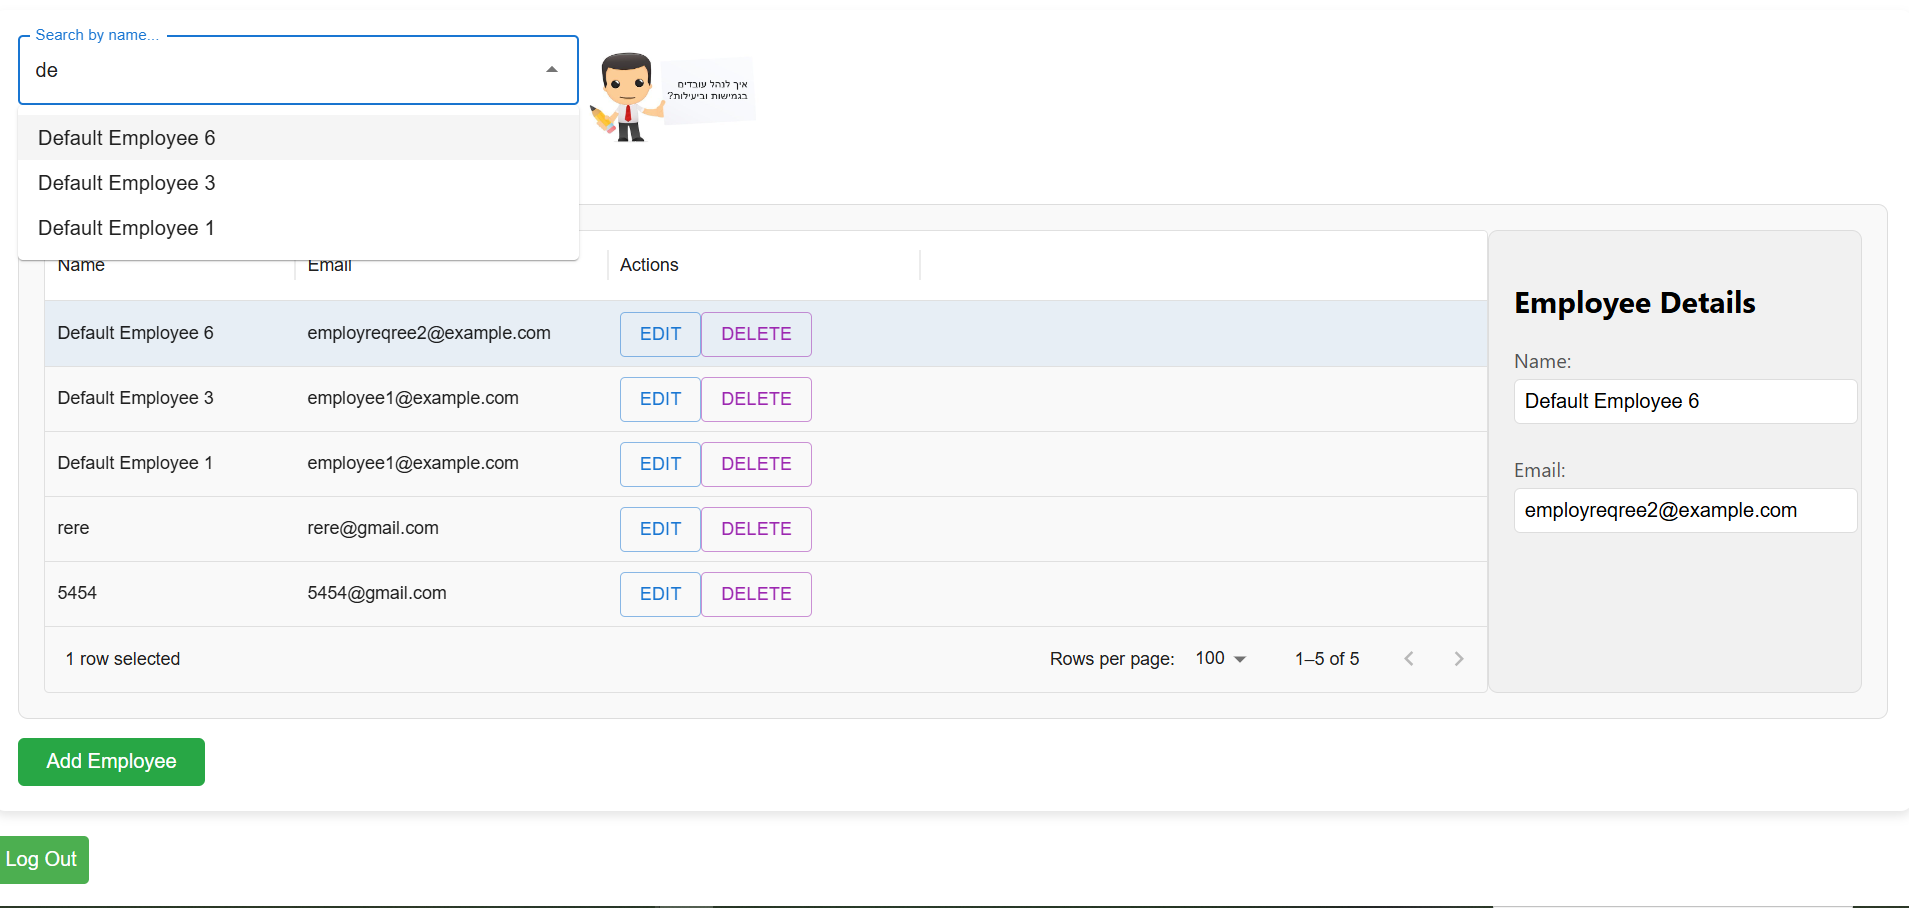 Search by name...
de
איך לנהל עובדים
בגמישות וביעילות?
Default Employee 6
Default Employee 3
Default Employee 1
Name Email Actions
Default Employee 6 employreqree2@example.com EDIT DELETE
Default Employee 3 employee1@example.com EDIT DELETE
Default Employee 1 employee1@example.com EDIT DELETE
rere rere@gmail.com EDIT DELETE
5454 5454@gmail.com EDIT DELETE
1 row selected Rows per page: 100 1–5 of 5
Employee Details
Name:
Default Employee 6
Email:
employreqree2@example.com
Add Employee
Log Out